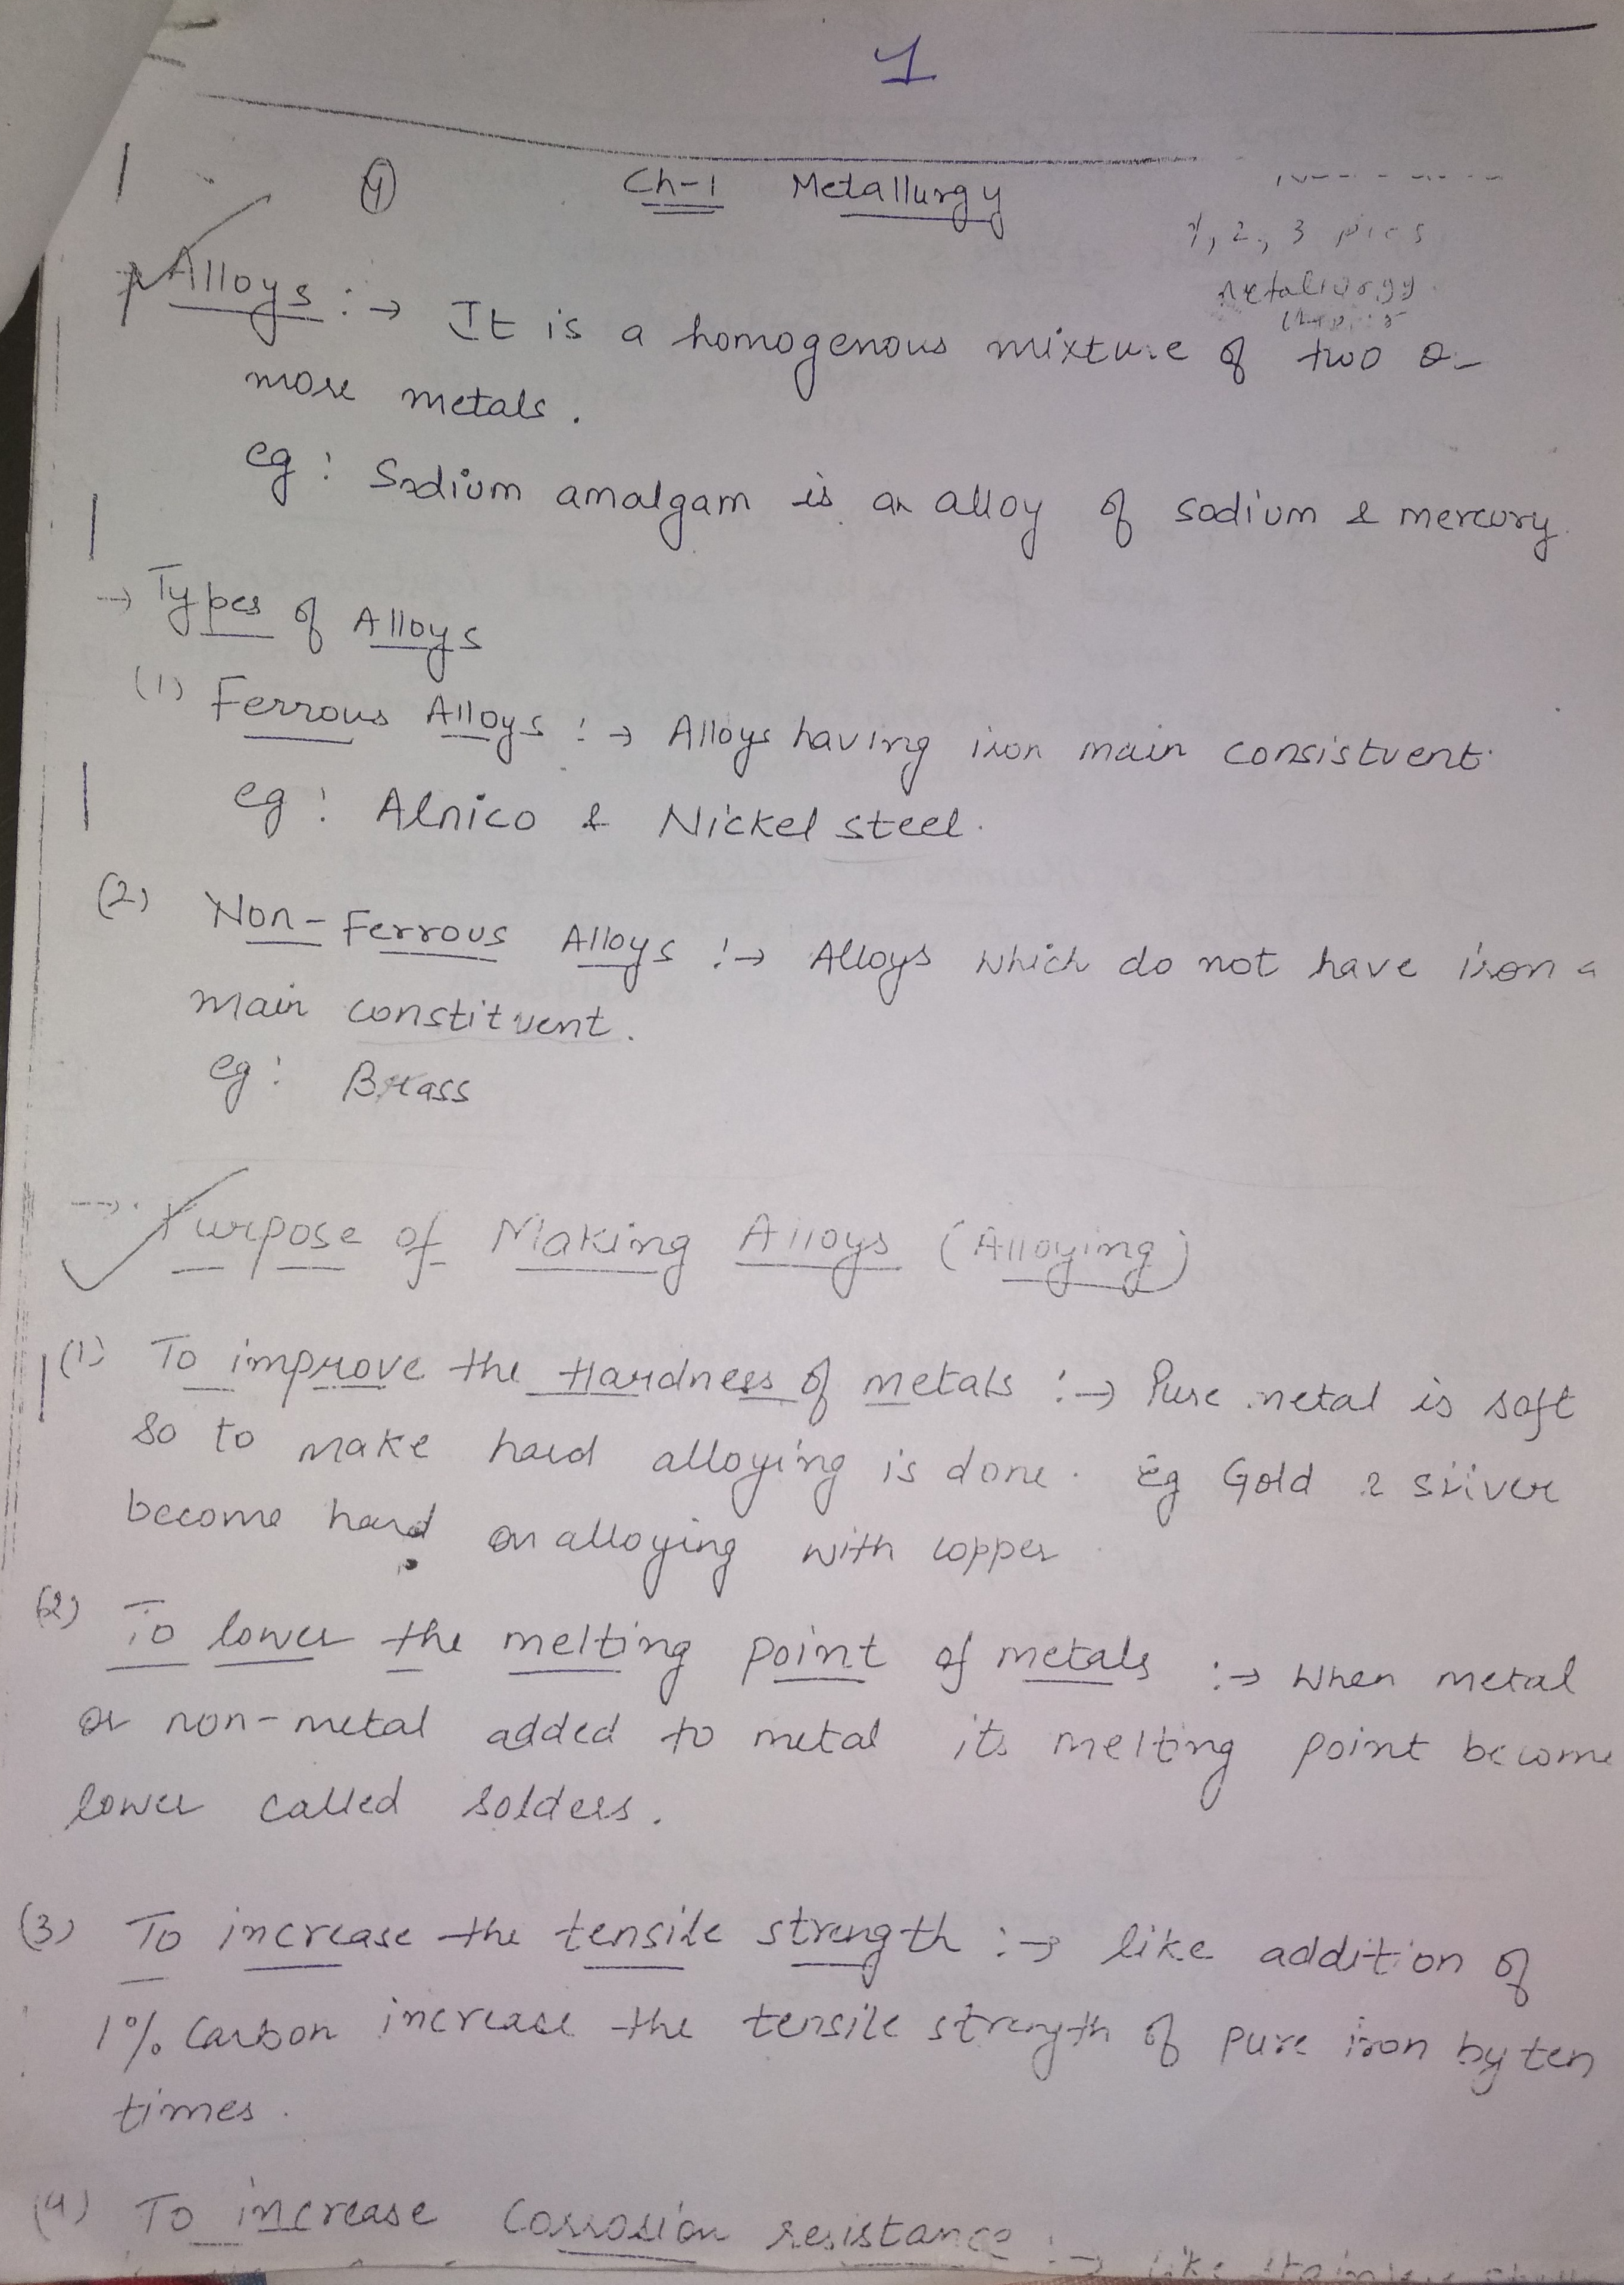 1
(4) Ch-1 Metallurgy
1, 2, 3 pics
metallurgy
Alloys :→ It is a homogenous mixture of two or
more metals.
eg : Sodium amalgam is an alloy of sodium & mercury.
→ Types of Alloys
(1) Ferrous Alloys :→ Alloys having iron main consistuent.
eg : Alnico & Nickel steel.
(2) Non-Ferrous Alloys :→ Alloys which do not have iron a
main constituent.
eg : Brass
→ Purpose of Making Alloys (Alloying)
(1) To improve the Hardness of metals :→ Pure metal is soft
so to make hard alloying is done. Eg Gold & silver
become hard on alloying with copper
(2) To lower the melting point of metals :→ When metal
or non-metal added to metal its melting point become
lower called solders.
(3) To increase the tensile strength :→ like addition of
1% Carbon increase the tensile strength of pure iron by ten
times.
(4) To increase Corrosion resistance :→ like stainless